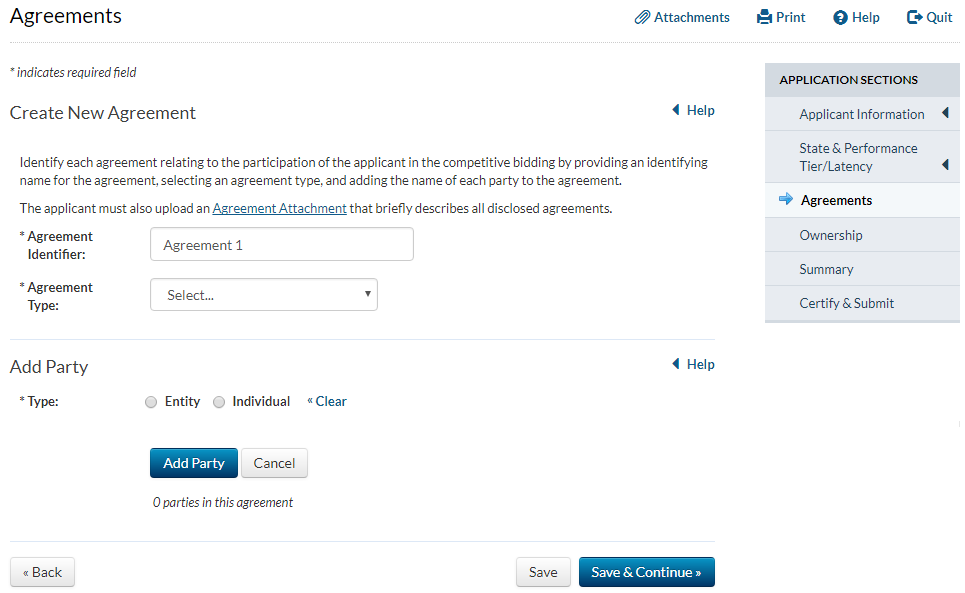 Agreements
Attachments Print Help Quit
* indicates required field
Create New Agreement
Help
Identify each agreement relating to the participation of the applicant in the competitive bidding by providing an identifying
name for the agreement, selecting an agreement type, and adding the name of each party to the agreement.
The applicant must also upload an Agreement Attachment that briefly describes all disclosed agreements.
* Agreement
Identifier:
Agreement 1
* Agreement
Type:
Select...
Add Party
Help
* Type:
Entity Individual « Clear
Add Party Cancel
0 parties in this agreement
« Back Save Save & Continue »
APPLICATION SECTIONS
Applicant Information
State & Performance
Tier/Latency
Agreements
Ownership
Summary
Certify & Submit